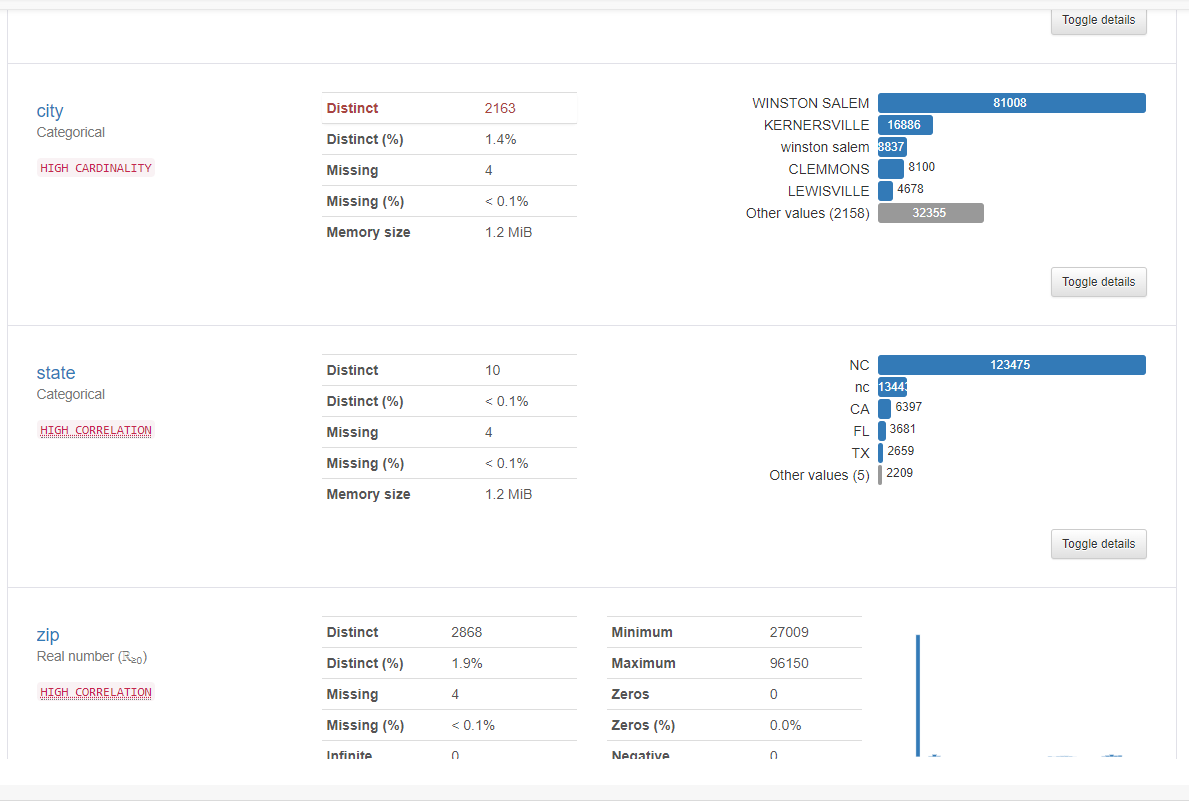 Toggle details
city
Categorical
HIGH CARDINALITY
Distinct 2163
Distinct (%) 1.4%
Missing 4
Missing (%) < 0.1%
Memory size 1.2 MiB
WINSTON SALEM 81008
KERNERSVILLE 16886
winston salem 8837
CLEMMONS 8100
LEWISVILLE 4678
Other values (2158) 32355
Toggle details
state
Categorical
HIGH CORRELATION
Distinct 10
Distinct (%) < 0.1%
Missing 4
Missing (%) < 0.1%
Memory size 1.2 MiB
NC 123475
nc 13443
CA 6397
FL 3681
TX 2659
Other values (5) 2209
Toggle details
zip
Real number (ℝ≥0)
HIGH CORRELATION
Distinct 2868
Distinct (%) 1.9%
Missing 4
Missing (%) < 0.1%
Infinite 0
Minimum 27009
Maximum 96150
Zeros 0
Zeros (%) 0.0%
Negative 0